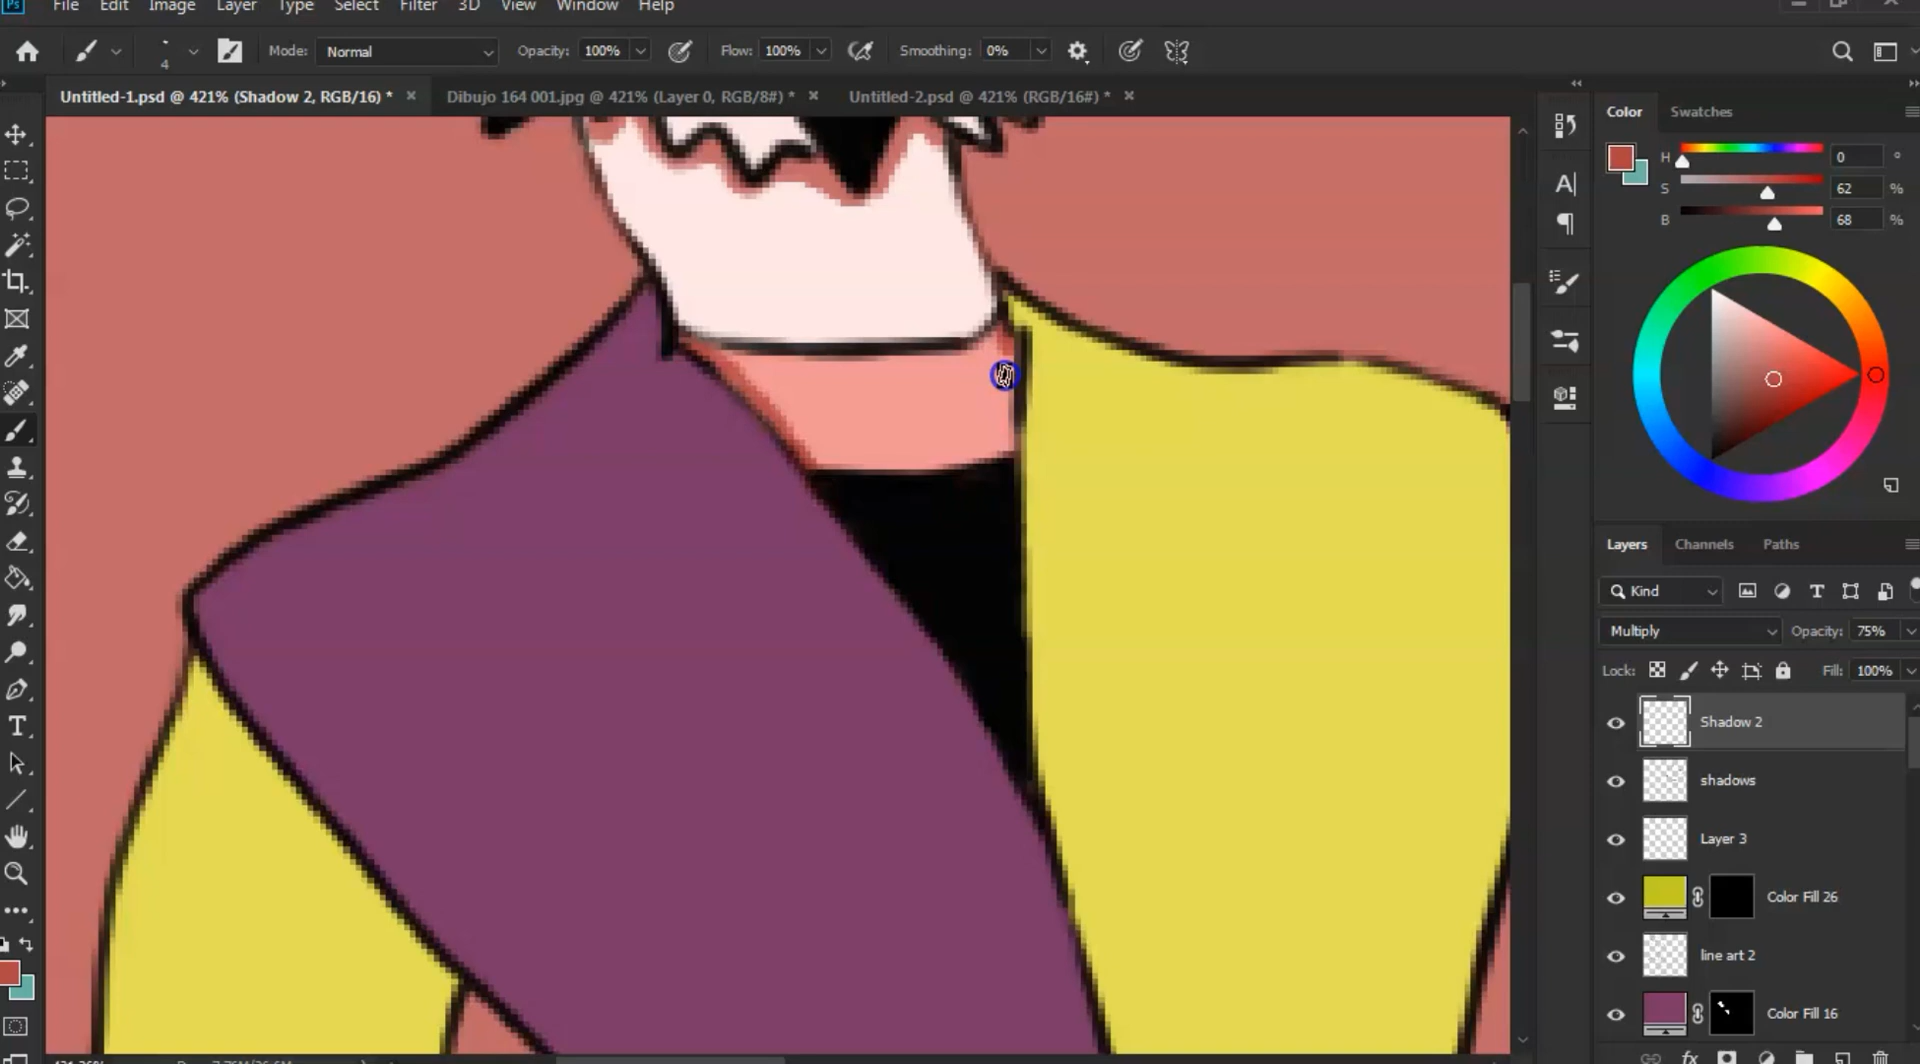 Ps File Edit Image Layer Type Select Filter 3D View Window Help
4 Mode: Normal Opacity: 100% Flow: 100% Smoothing: 0%
Untitled-1.psd @ 421% (Shadow 2, RGB/16) * × Dibujo 164 001.jpg @ 421% (Layer 0, RGB/8#) * × Untitled-2.psd @ 421% (RGB/16#) * ×
Color Swatches
H 0 °
S 62 %
B 68 %
Layers Channels Paths
Kind
Multiply Opacity: 75%
Lock: Fill: 100%
Shadow 2
shadows
Layer 3
Color Fill 26
line art 2
Color Fill 16
fx